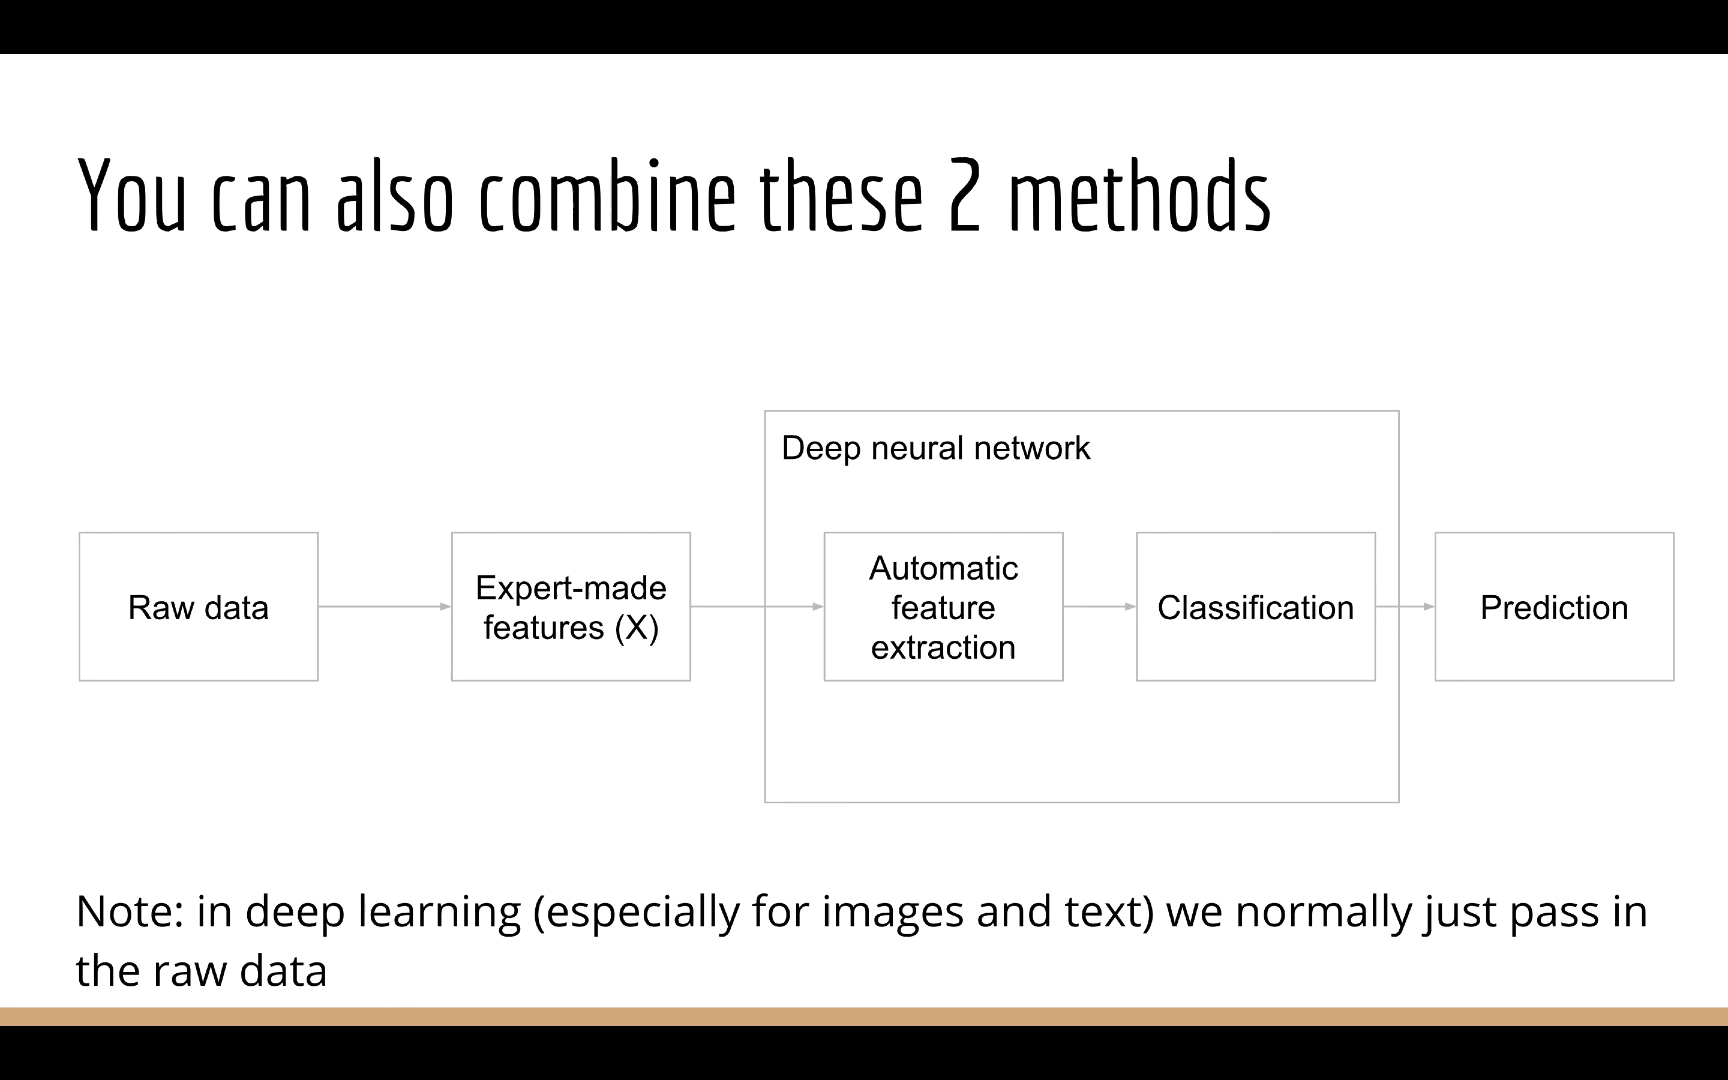 You can also combine these 2 methods
Deep neural network
Raw data
Expert-made
features (X)
Automatic
feature
extraction
Classification
Prediction
Note: in deep learning (especially for images and text) we normally just pass in
the raw data